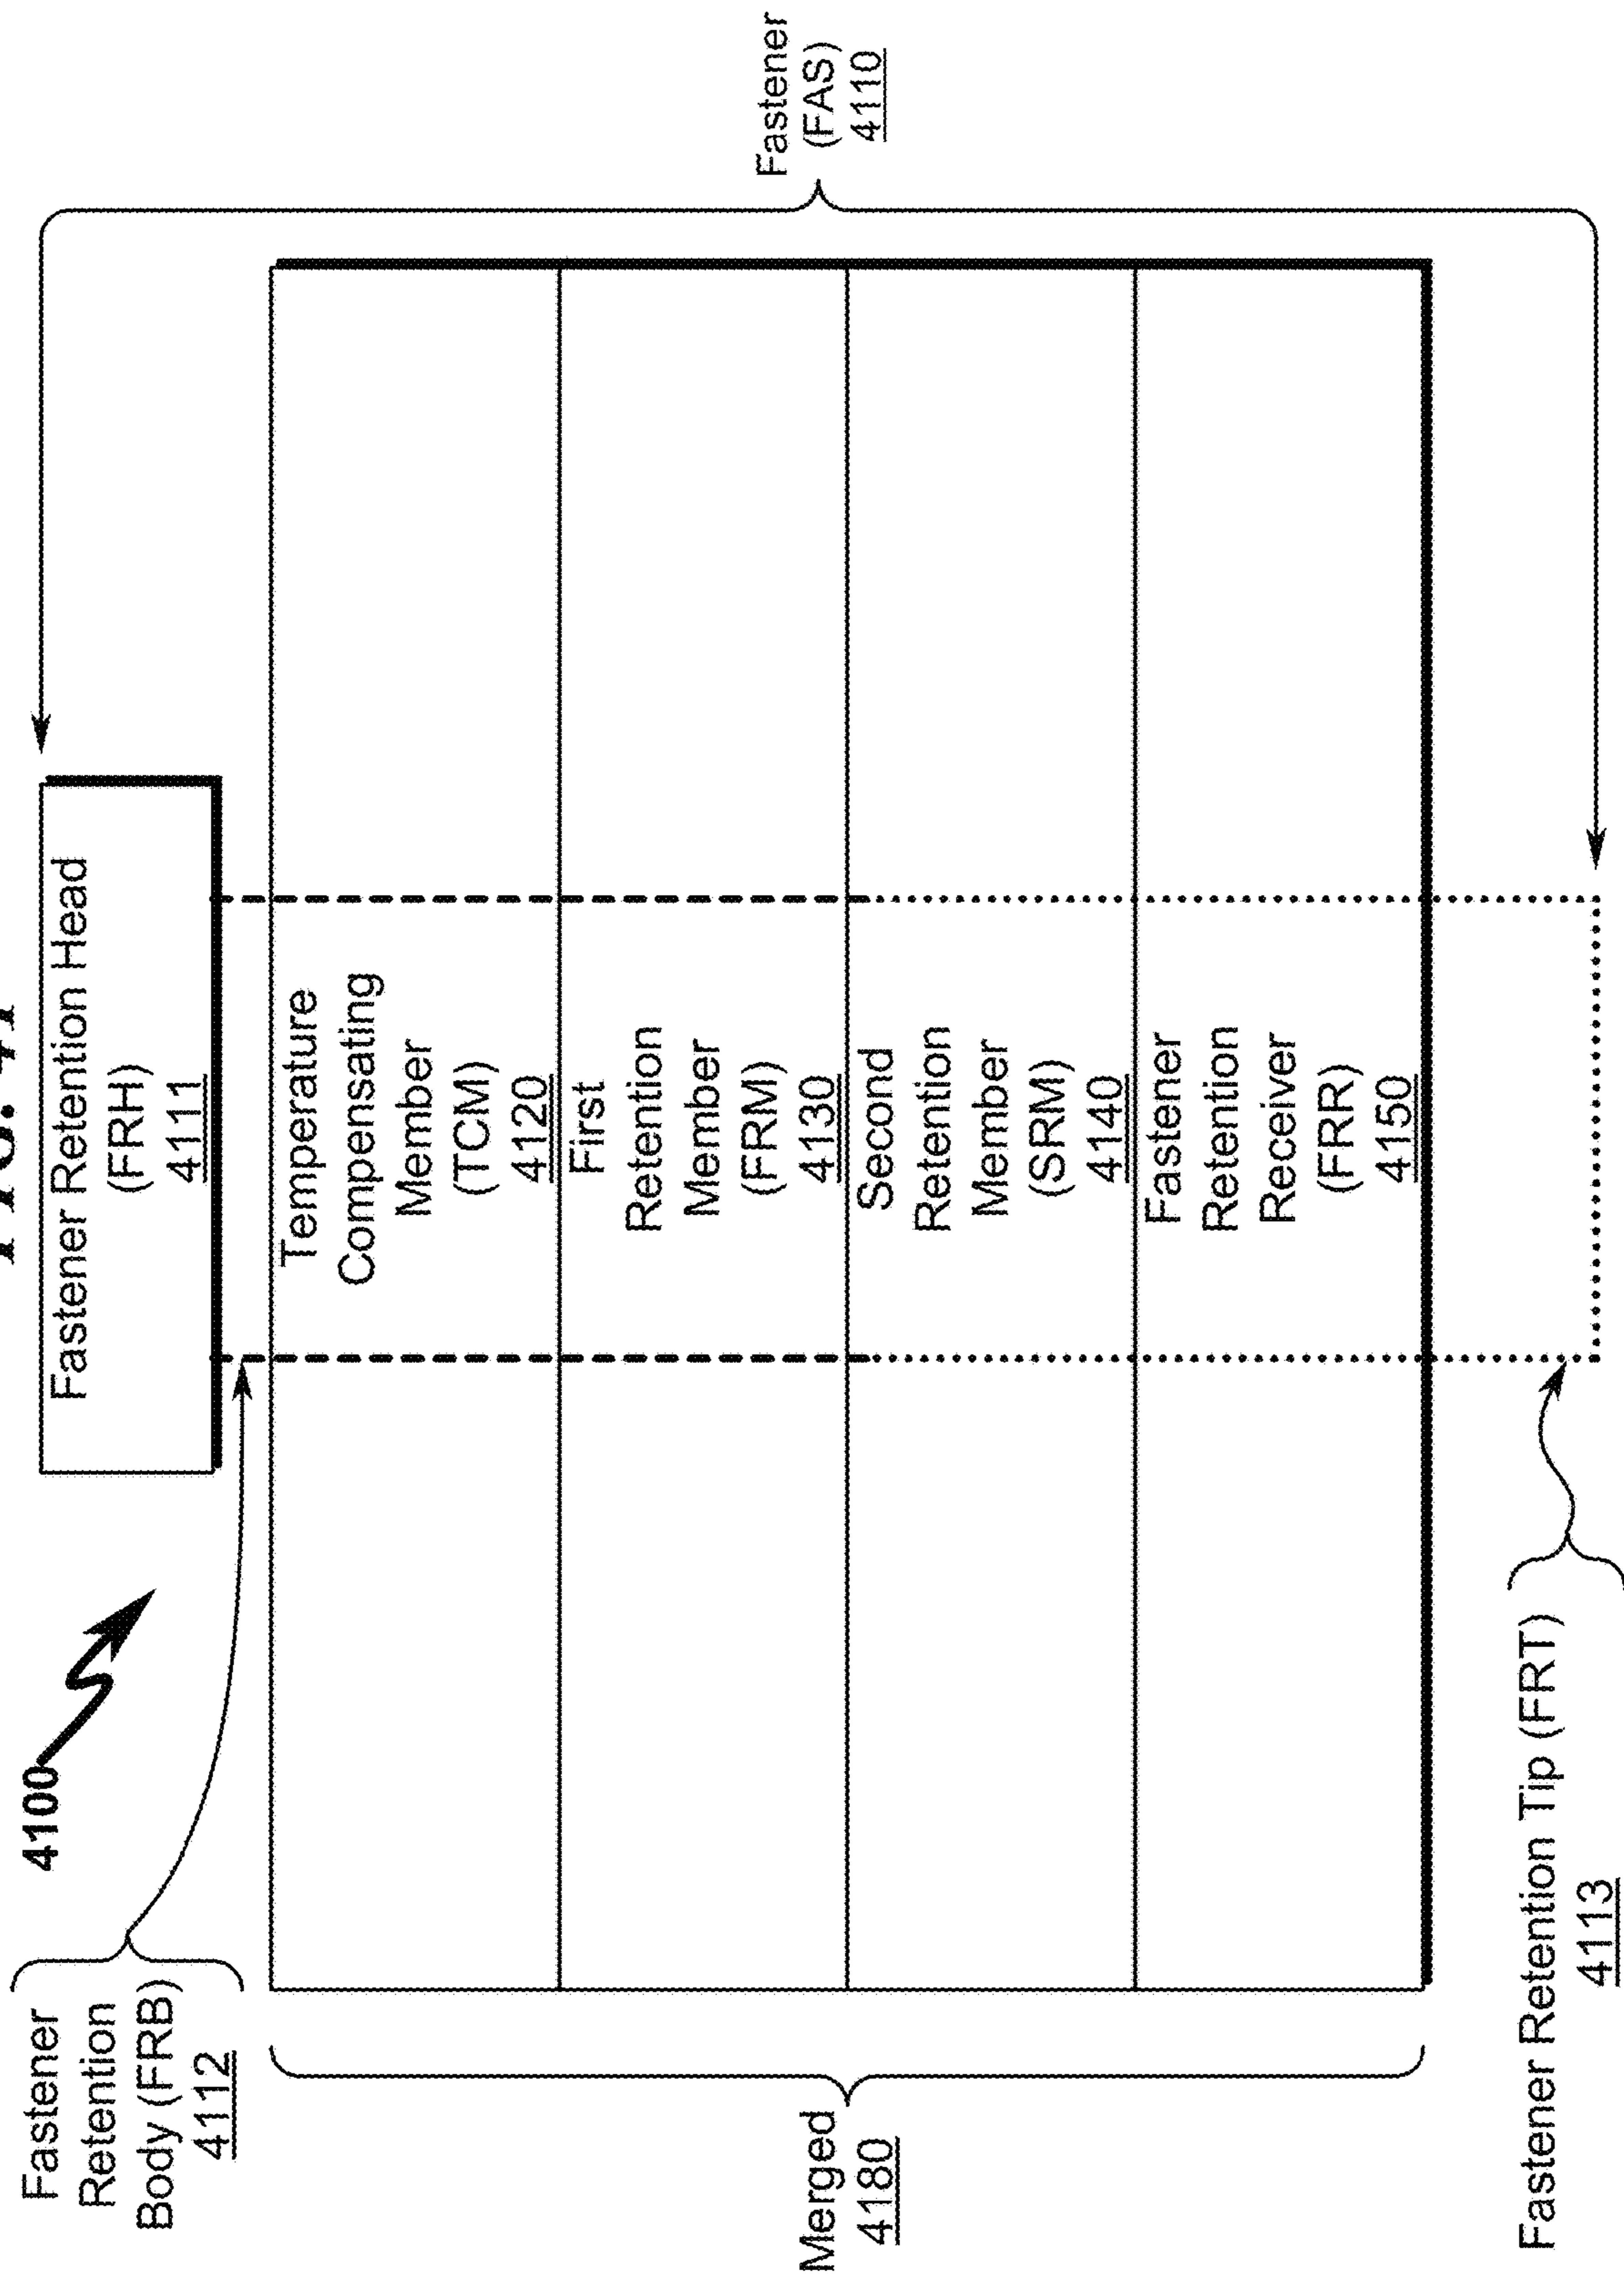 FIG. 41
4100
Fastener
Retention
Body (FRB)
4112
Fastener Retention Head
(FRH)
4111
Temperature
Compensating
Member
(TCM)
4120
First
Retention
Member
(FRM)
4130
Second
Retention
Member
(SRM)
4140
Fastener
Retention
Receiver
(FRR)
4150
Merged
4180
Fastener
(FAS)
4110
Fastener Retention Tip (FRT)
4113